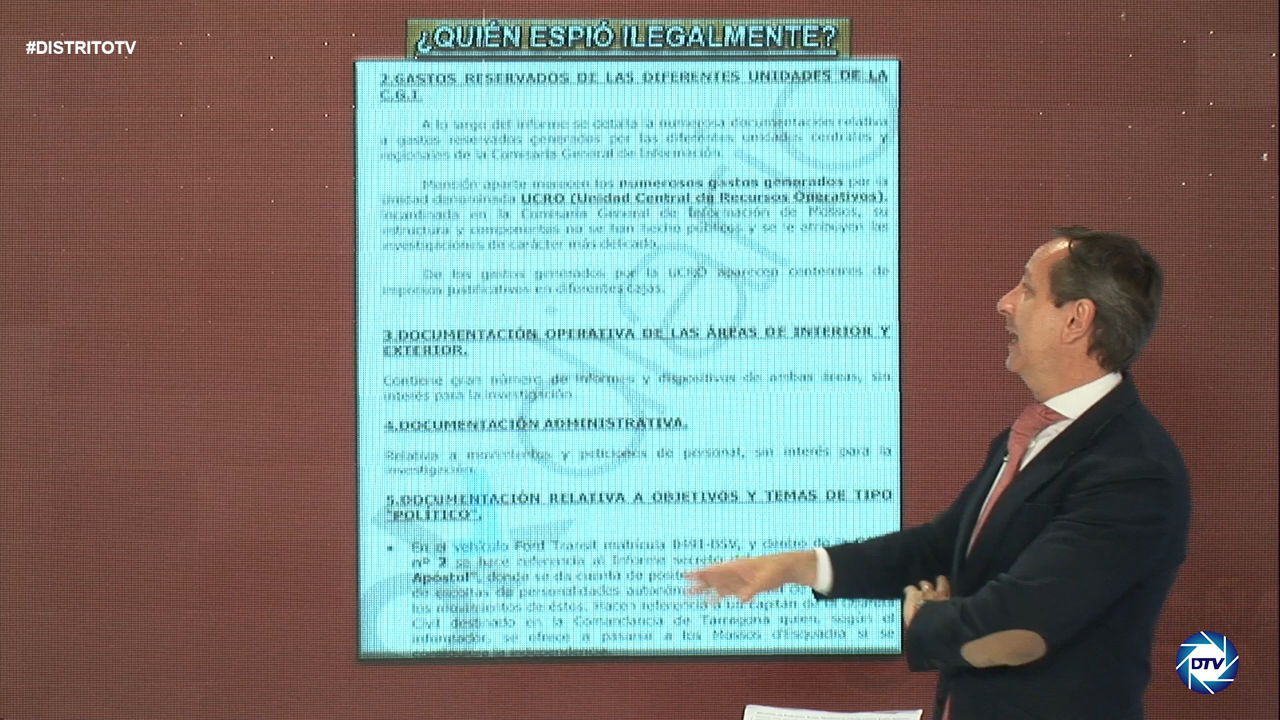 #DISTRITOTV
¿QUIÉN ESPIÓ ILEGALMENTE?
2.GASTOS RESERVADOS DE LAS DIFERENTES UNIDADES DE LA
C.G.I.
A lo largo del informe se detalla la numerosa documentación relativa
a gastos reservados generados por las diferentes unidades centrales y
regionales de la Comisaría General de Información.
Mención aparte merecen los numerosos gastos generados por la
unidad denominada UCRO (Unidad Central de Recursos Operativos),
incardinada en la Comisaría General de Información de Mossos, su
estructura y componentes no se han hecho públicos y se le atribuyen las
investigaciones de carácter más delicado.
De los gastos generados por la UCRO aparecen centenares de
impresos justificativos en diferentes cajas.
3.DOCUMENTACIÓN OPERATIVA DE LAS ÁREAS DE INTERIOR Y
EXTERIOR.
Contiene gran número de informes y dispositivos de ambas áreas, sin
interés para la investigación.
4.DOCUMENTACIÓN ADMINISTRATIVA.
Relativa a movimientos y peticiones de personal, sin interés para la
investigación.
5.DOCUMENTACIÓN RELATIVA A OBJETIVOS Y TEMAS DE TIPO
"POLÍTICO".
• En el vehículo Ford Transit matrícula 0491-DSV, y dentro de
nº 2 se hace referencia al Informe secreto
Apostol", donde se da cuenta de
de escoltas de personalidades
los movimientos de éstos. Hacen referencia a un capitán de la Guardia
Civil destinado en la Comandancia de Tarragona quien, según el
informador, se ofrece a pasarse a los Mossos d'Esquadra si se
la independencia.
DTV